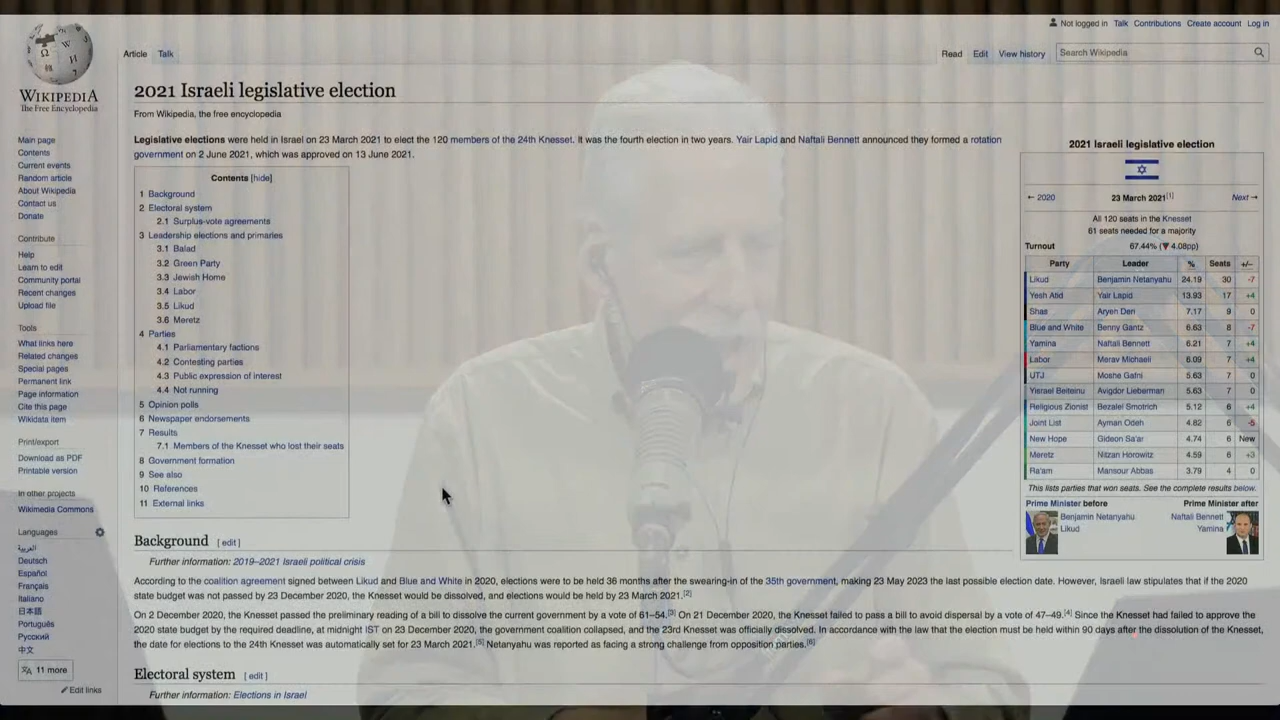 Not logged in Talk Contributions Create account Log in
Article Talk
Read Edit View history Search Wikipedia
WIKIPEDIA
The Free Encyclopedia
Main page
Contents
Current events
Random article
About Wikipedia
Contact us
Donate
Contribute
Help
Learn to edit
Community portal
Recent changes
Upload file
Tools
What links here
Related changes
Special pages
Permanent link
Page information
Cite this page
Wikidata item
Print/export
Download as PDF
Printable version
In other projects
Wikimedia Commons
Languages
العربية
Deutsch
Español
Français
Italiano
日本語
Português
Русский
中文
11 more
Edit links
2021 Israeli legislative election
From Wikipedia, the free encyclopedia
Legislative elections were held in Israel on 23 March 2021 to elect the 120 members of the 24th Knesset. It was the fourth election in two years. Yair Lapid and Naftali Bennett announced they formed a rotation
government on 2 June 2021, which was approved on 13 June 2021.
Contents [hide]
1 Background
2 Electoral system
2.1 Surplus-vote agreements
3 Leadership elections and primaries
3.1 Balad
3.2 Green Party
3.3 Jewish Home
3.4 Labor
3.5 Likud
3.6 Meretz
4 Parties
4.1 Parliamentary factions
4.2 Contesting parties
4.3 Public expression of interest
4.4 Not running
5 Opinion polls
6 Newspaper endorsements
7 Results
7.1 Members of the Knesset who lost their seats
8 Government formation
9 See also
10 References
11 External links
2021 Israeli legislative election
← 2020 23 March 2021[1] Next →
All 120 seats in the Knesset
61 seats needed for a majority
Turnout 67.44% (▼ 4.08pp)
Party Leader % Seats +/–
Likud Benjamin Netanyahu 24.19 30 -7
Yesh Atid Yair Lapid 13.93 17 +4
Shas Aryeh Deri 7.17 9 0
Blue and White Benny Gantz 6.63 8 -7
Yamina Naftali Bennett 6.21 7 +4
Labor Merav Michaeli 6.09 7 +4
UTJ Moshe Gafni 5.63 7 0
Yisrael Beiteinu Avigdor Lieberman 5.63 7 0
Religious Zionist Bezalel Smotrich 5.12 6 +4
Joint List Ayman Odeh 4.82 6 -5
New Hope Gideon Sa'ar 4.74 6 New
Meretz Nitzan Horowitz 4.59 6 +3
Ra'am Mansour Abbas 3.79 4 0
This lists parties that won seats. See the complete results below.
Prime Minister before Prime Minister after
Benjamin Netanyahu Naftali Bennett
Likud Yamina
Background [ edit ]
Further information: 2019–2021 Israeli political crisis
According to the coalition agreement signed between Likud and Blue and White in 2020, elections were to be held 36 months after the swearing-in of the 35th government, making 23 May 2023 the last possible election date. However, Israeli law stipulates that if the 2020
state budget was not passed by 23 December 2020, the Knesset would be dissolved, and elections would be held by 23 March 2021.[2]
On 2 December 2020, the Knesset passed the preliminary reading of a bill to dissolve the current government by a vote of 61–54.[3] On 21 December 2020, the Knesset failed to pass a bill to avoid dispersal by a vote of 47–49.[4] Since the Knesset had failed to approve the
2020 state budget by the required deadline, at midnight IST on 23 December 2020, the government coalition collapsed, and the 23rd Knesset was officially dissolved. In accordance with the law that the election must be held within 90 days after the dissolution of the Knesset,
the date for elections to the 24th Knesset was automatically set for 23 March 2021.[5] Netanyahu was reported as facing a strong challenge from opposition parties.[6]
Electoral system [ edit ]
Further information: Elections in Israel